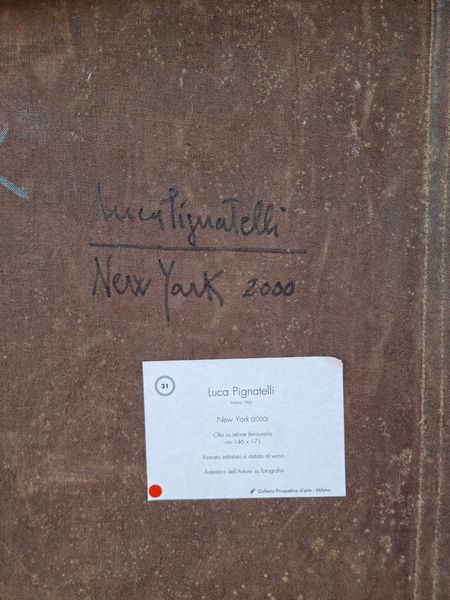 Luca Pignatelli
New York 2000
31
Luca Pignatelli
Milano, 1962
New York (2000)
Olio su telone ferroviario
cm. 146 x 171
Firmato intitolato e datato al verso
Autentica dell'Autore su fotografia
Galleria Prospettive d'arte - Milano